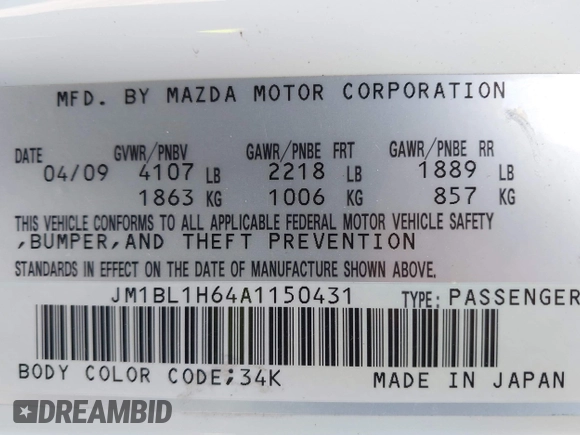 MFD. BY MAZDA MOTOR CORPORATION
DATE GVWR/PNBV GAWR/PNBE FRT GAWR/PNBE RR
04/09 4107 LB 2218 LB 1889 LB
1863 KG 1006 KG 857 KG
THIS VEHICLE CONFORMS TO ALL APPLICABLE FEDERAL MOTOR VEHICLE SAFETY
,BUMPER,AND THEFT PREVENTION
STANDARDS IN EFFECT ON THE DATE OF MANUFACTURE SHOWN ABOVE.
JM1BL1H64A1150431 TYPE: PASSENGER
BODY COLOR CODE;34K MADE IN JAPAN
DREAMBID